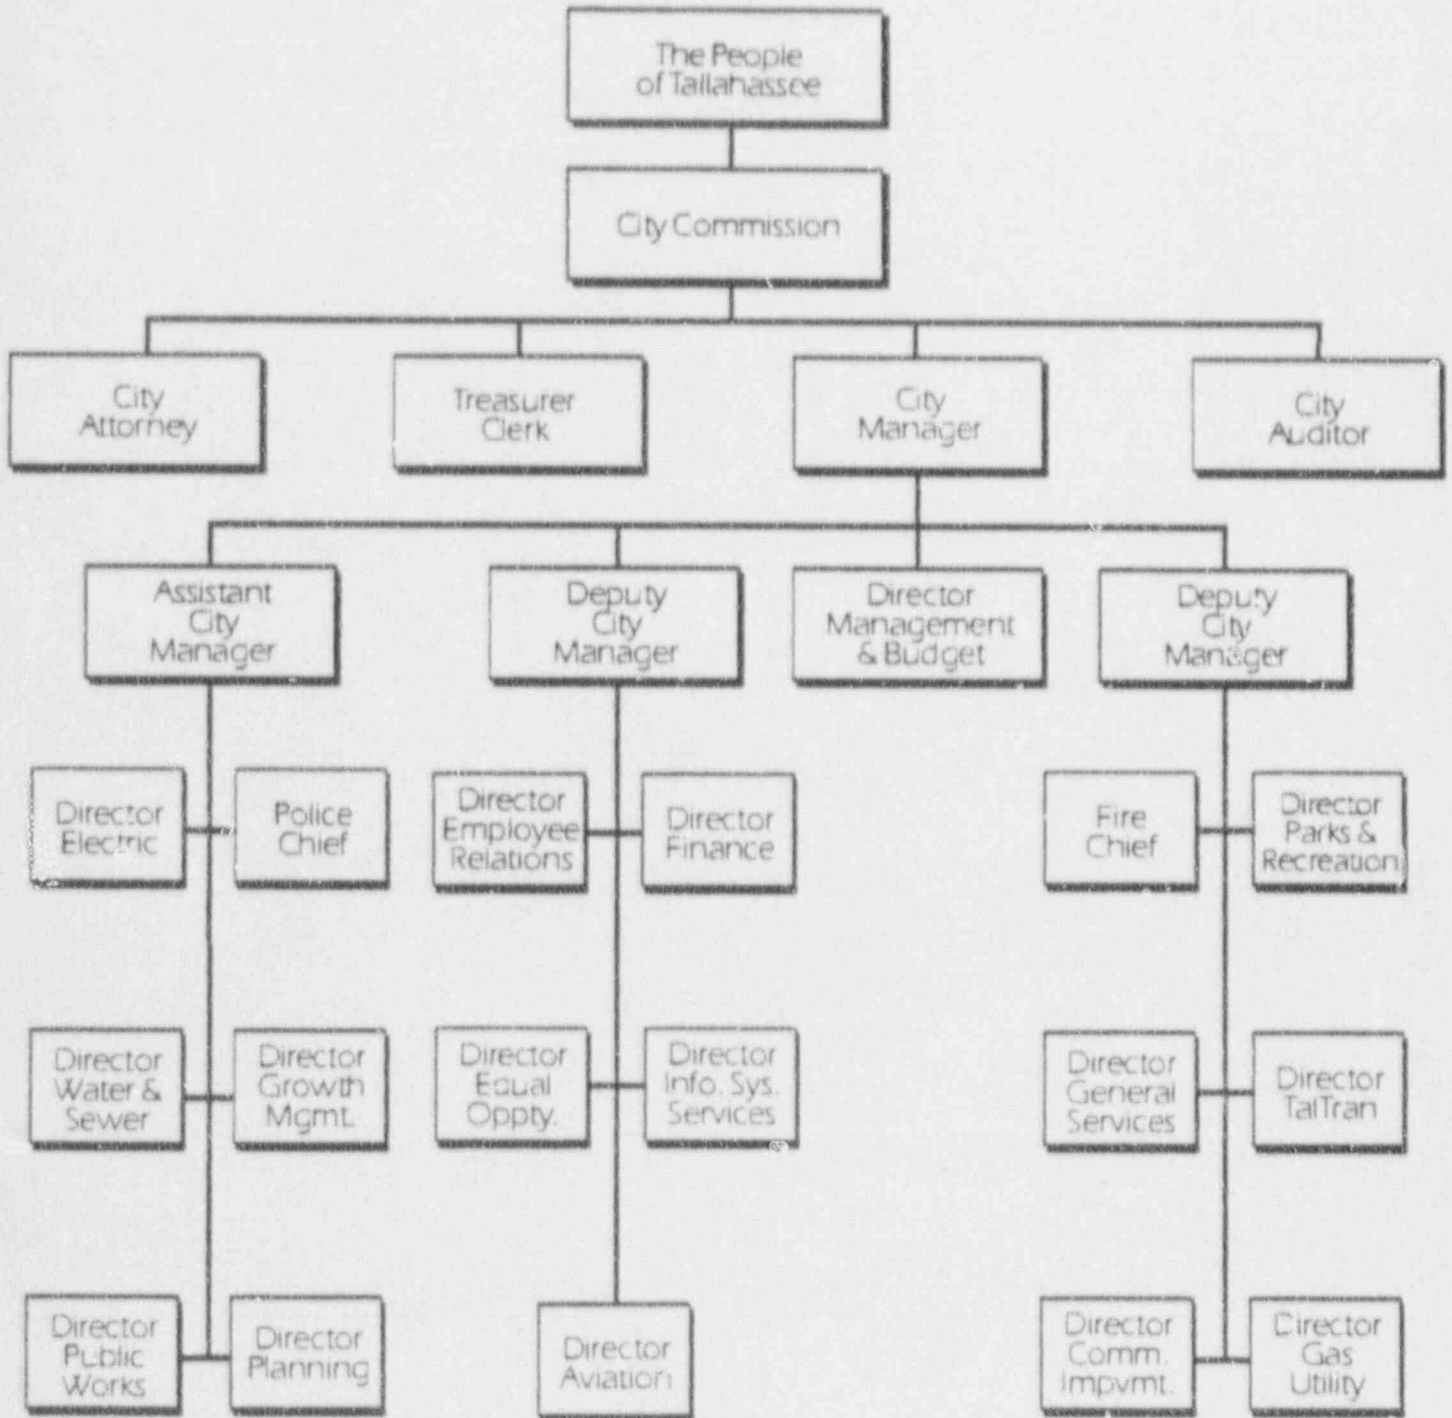 The People
of Tallahassee
City Commission
City
Attorney
Treasurer
Clerk
City
Manager
City
Auditor
Assistant
City
Manager
Deputy
City
Manager
Director
Management
& Budget
Deputy
City
Manager
Director
Electric
Police
Chief
Director
Employee
Relations
Director
Finance
Fire
Chief
Director
Parks &
Recreation
Director
Water &
Sewer
Director
Growth
Mgmt.
Director
Equal
Oppty.
Director
Info. Sys.
Services
Director
General
Services
Director
TalTran
Director
Public
Works
Director
Planning
Director
Aviation
Director
Comm.
Impvmt.
Director
Gas
Utility